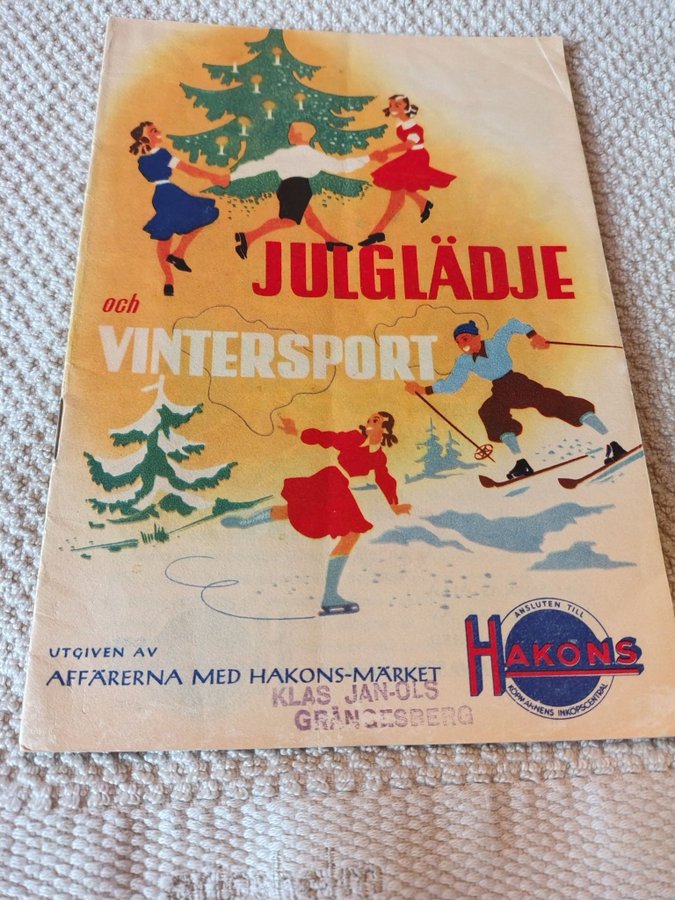 JULGLÄDJE
och
VINTERSPORT
UTGIVEN AV
AFFÄRERNA MED HAKONS-MÄRKET
KLAS JAN-OLS
GRÄNGESBERG
ANSLUTEN TILL
HAKONS
KÖPMÄNNENS INKÖPSCENTRAL